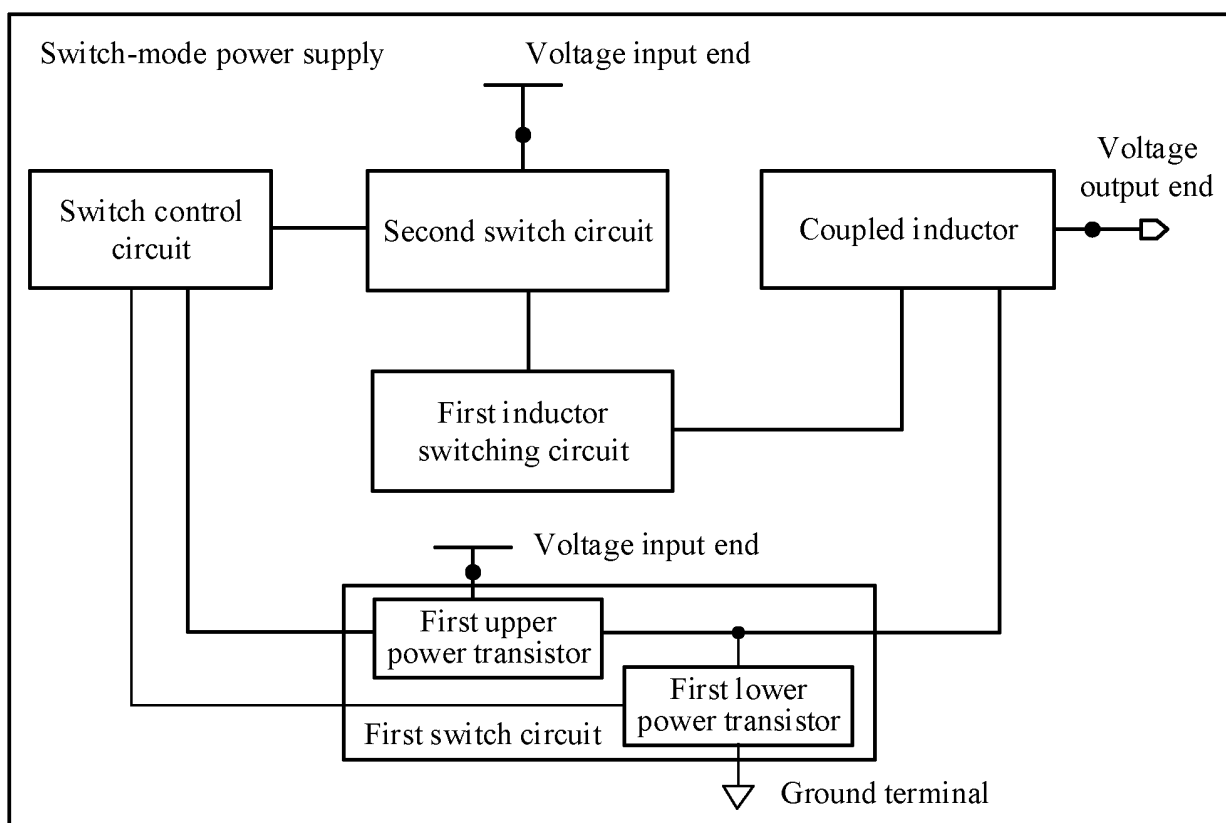 Switch-mode power supply
Voltage input end
Voltage
output end
Switch control
circuit
Second switch circuit
Coupled inductor
First inductor
switching circuit
Voltage input end
First upper
power transistor
First lower
power transistor
First switch circuit
Ground terminal